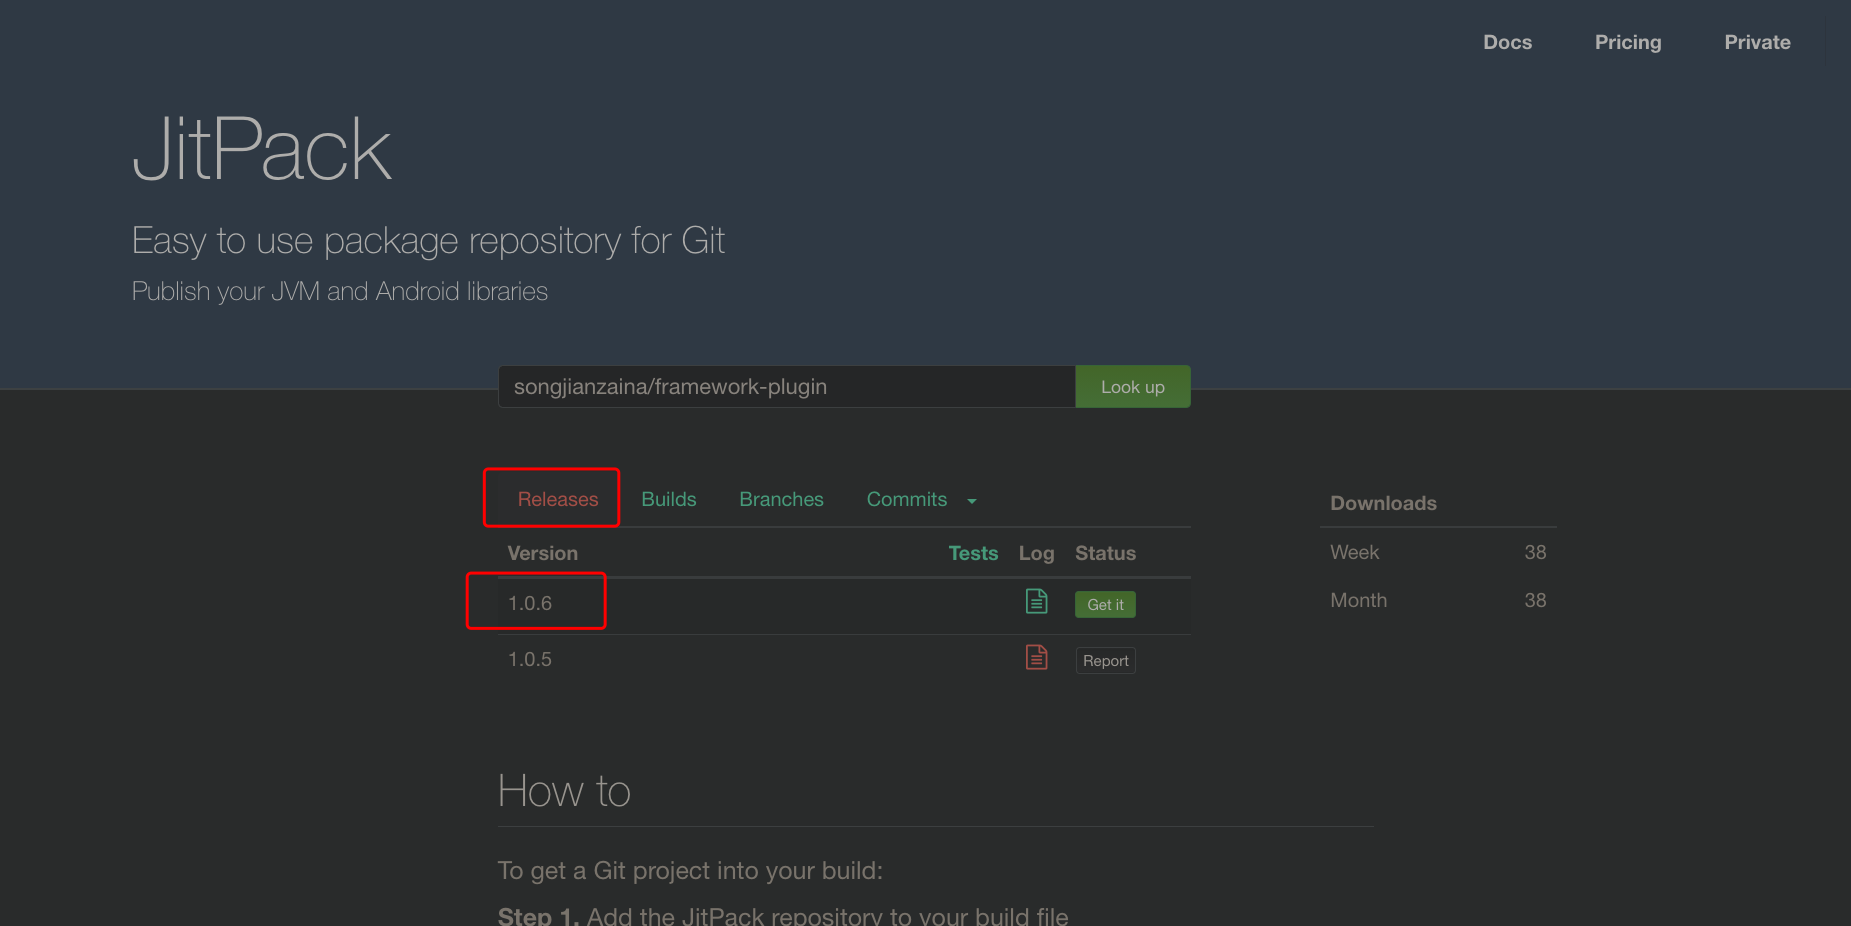 Docs Pricing Private
JitPack
Easy to use package repository for Git
Publish your JVM and Android libraries
songjianzaina/framework-plugin Look up
Releases Builds Branches Commits
Version Tests Log Status
1.0.6 Get it
1.0.5 Report
Downloads
Week 38
Month 38
How to
To get a Git project into your build:
Step 1. Add the JitPack repository to your build file